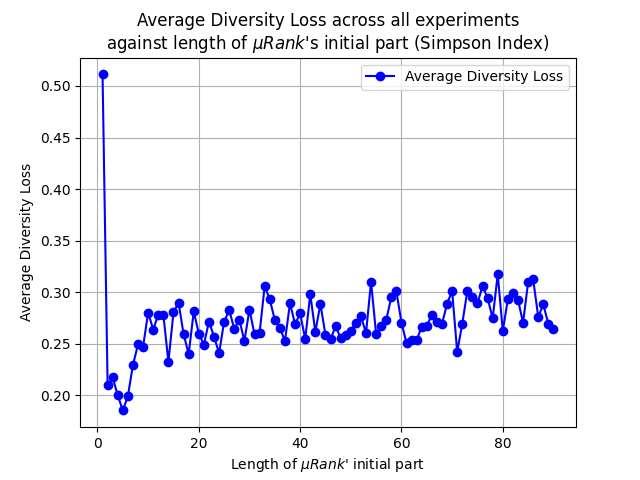 Average Diversity Loss across all experiments
against length of μRank's initial part (Simpson Index)
Average Diversity Loss
0.50
0.45
0.40
0.35
0.30
0.25
0.20
Average Diversity Loss
0 20 40 60 80
Length of μRank' initial part